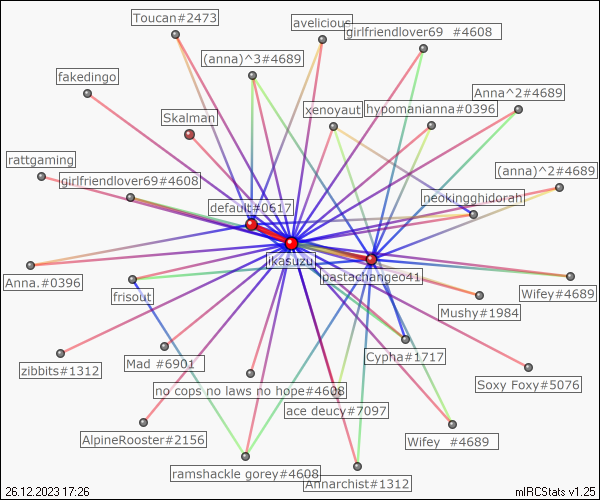 Toucan#2473
avelicious
girlfriendlover69 #4608
(anna)^3#4689
fakedingo
Anna^2#4689
xenoyaut
hypomanianna#0396
Skalman
rattgaming
(anna)^2#4689
girlfriendlover69#4608
neokingghidorah
default#0617
likasuzu
pastachangeo41
Anna.#0396
frisout
Wifey#4689
Mushy#1984
zibbits#1312
Mad #6901
Cypha#1717
Soxy Foxy#5076
no cops no laws no hope#4608
ace deucy#7097
AlpineRooster#2156
Wifey #4689
ramshackle gorey#4608
Annarchist#1312
26.12.2023 17:26
mIRCStats v1.25